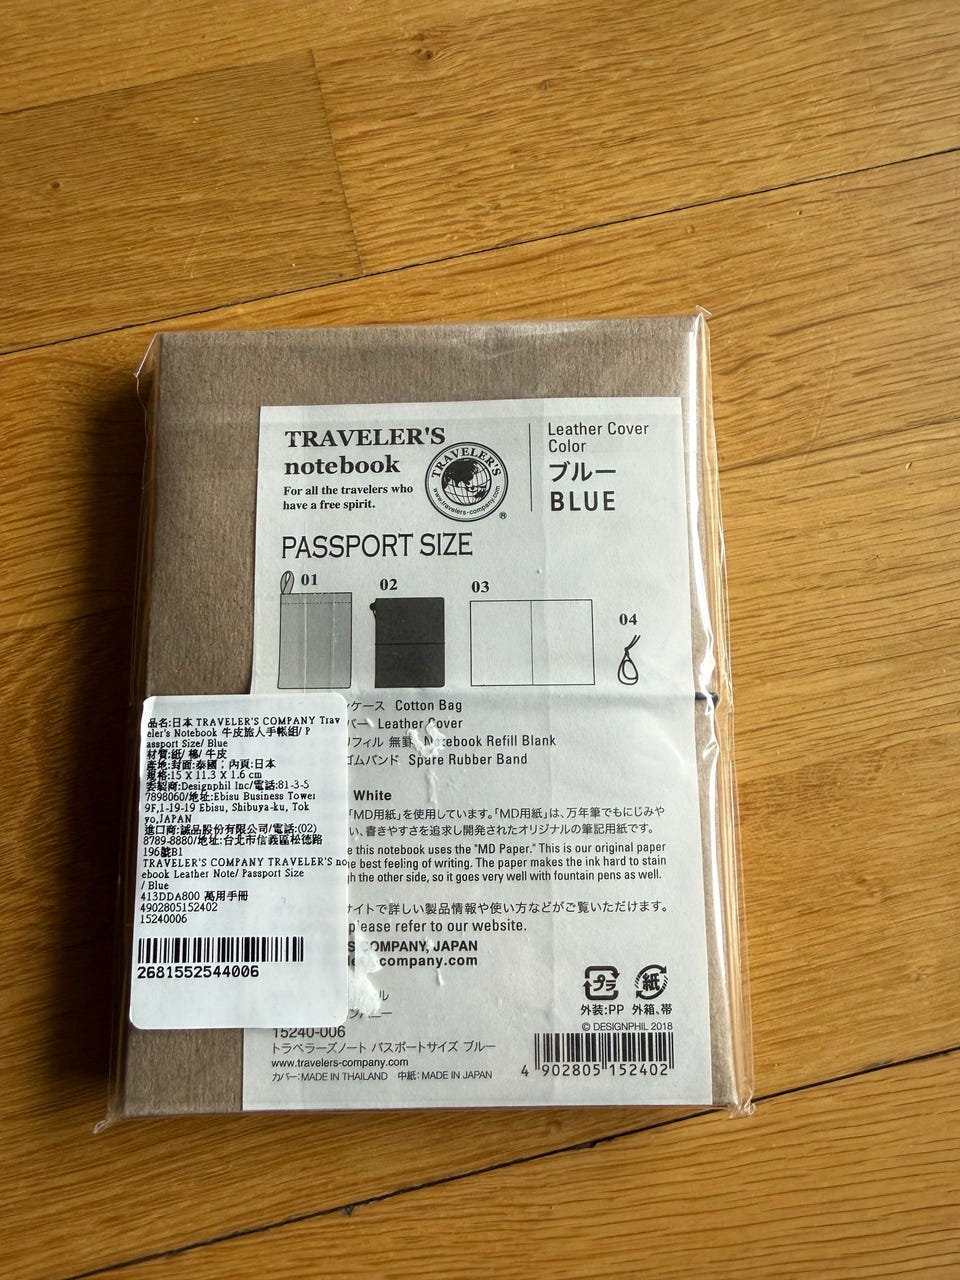 TRAVELER'S
notebook
For all the travelers who
have a free spirit.
TRAVELER'S
www.travelers-company.com
®
Leather Cover
Color
ブルー
BLUE
PASSPORT SIZE
01
02
03
04
ケース Cotton Bag
バー Leather Cover
フィル 無罫 Notebook Refill Blank
ゴムバンド Spare Rubber Band
White
「MD用紙」を使用しています。「MD用紙」は、万年筆でもにじみや
い、書きやすさを追求し開発されたオリジナルの筆記用紙です。
this notebook uses the "MD Paper." This is our original paper
best feeling of writing. The paper makes the ink hard to stain
the other side, so it goes very well with fountain pens as well.
サイトで詳しい製品情報や使い方などがご覧いただけます。
please refer to our website.
COMPANY, JAPAN
company.com
外装:PP 外箱、帯
プラ
紙
© DESIGNPHIL 2018
15240-006
トラベラーズノート パスポートサイズ ブルー
www.travelers-company.com
カバー:MADE IN THAILAND 中紙:MADE IN JAPAN
4 902805 152402
品名:日本 TRAVELER'S COMPANY Trav
eler's Notebook 牛皮旅人手帳組/ P
assport Size/ Blue
材質:紙/ 棉/ 牛皮
產地:封面:泰國；內頁:日本
規格:15 x 11.3 x 1.6 cm
委製商:Designphil Inc/電話:81-3-5
7898060/地址:Ebisu Business Tower
9F,1-19-19 Ebisu, Shibuya-ku, Tok
yo,JAPAN
進口商:誠品股份有限公司/電話:(02)
8789-8880/地址:台北市信義區松德路
196號B1
TRAVELER'S COMPANY TRAVELER'S no
ebook Leather Note/ Passport Size
/ Blue
413DDA800 萬用手冊
4902805152402
15240006
2681552544006